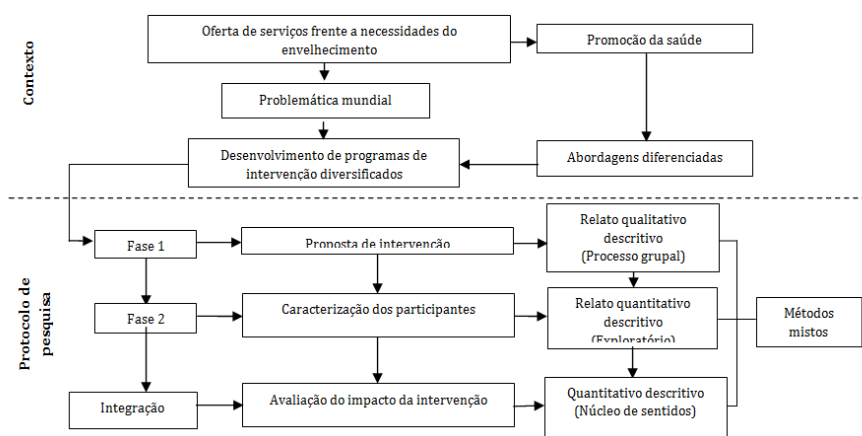 Contexto
Oferta de serviços frente a necessidades do
envelhecimento
Promoção da saúde
Problemática mundial
Desenvolvimento de programas de
intervenção diversificados
Abordagens diferenciadas
Protocolo de
pesquisa
Fase 1
Proposta de intervenção
Relato qualitativo
descritivo
(Processo grupal)
Fase 2
Caracterização dos participantes
Relato quantitativo
descritivo
(Exploratório)
Métodos
mistos
Integração
Avaliação do impacto da intervenção
Quantitativo descritivo
(Núcleo de sentidos)